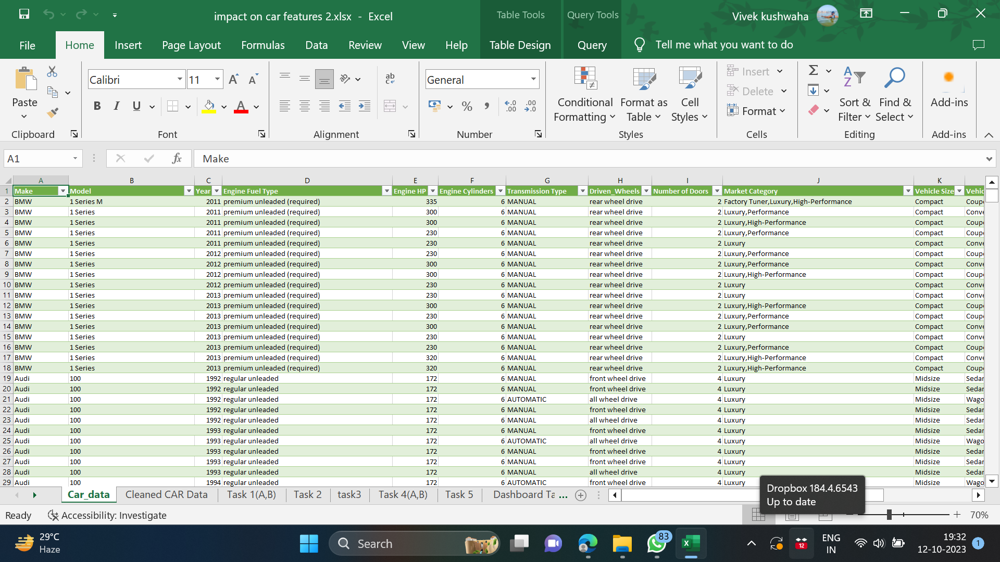 impact on car features 2.xlsx - Excel
Table Tools
Query Tools
Vivek kushwaha
File
Home
Insert
Page Layout
Formulas
Data
Review
View
Help
Table Design
Query
Tell me what you want to do
Paste
Clipboard
Calibri
11
B I U
Font
Alignment
General
Number
Conditional Formatting
Format as Table
Cell Styles
Styles
Insert
Delete
Format
Cells
Sort & Filter
Find & Select
Editing
Add-ins
Add-ins
A1
fx
Make
A B C D E F G H I J K
1 Make Model Year Engine Fuel Type Engine HP Engine Cylinders Transmission Type Driven_Wheels Number of Doors Market Category Vehicle Size Vehic
2 BMW 1 Series M 2011 premium unleaded (required) 335 6 MANUAL rear wheel drive 2 Factory Tuner,Luxury,High-Performance Compact Coup
3 BMW 1 Series 2011 premium unleaded (required) 300 6 MANUAL rear wheel drive 2 Luxury,Performance Compact Conve
4 BMW 1 Series 2011 premium unleaded (required) 300 6 MANUAL rear wheel drive 2 Luxury,High-Performance Compact Coup
5 BMW 1 Series 2011 premium unleaded (required) 230 6 MANUAL rear wheel drive 2 Luxury,Performance Compact Coup
6 BMW 1 Series 2011 premium unleaded (required) 230 6 MANUAL rear wheel drive 2 Luxury Compact Conve
7 BMW 1 Series 2012 premium unleaded (required) 230 6 MANUAL rear wheel drive 2 Luxury,Performance Compact Coup
8 BMW 1 Series 2012 premium unleaded (required) 300 6 MANUAL rear wheel drive 2 Luxury,Performance Compact Conve
9 BMW 1 Series 2012 premium unleaded (required) 300 6 MANUAL rear wheel drive 2 Luxury,High-Performance Compact Coup
10 BMW 1 Series 2012 premium unleaded (required) 230 6 MANUAL rear wheel drive 2 Luxury Compact Conve
11 BMW 1 Series 2013 premium unleaded (required) 230 6 MANUAL rear wheel drive 2 Luxury Compact Conve
12 BMW 1 Series 2013 premium unleaded (required) 300 6 MANUAL rear wheel drive 2 Luxury,High-Performance Compact Coup
13 BMW 1 Series 2013 premium unleaded (required) 230 6 MANUAL rear wheel drive 2 Luxury,Performance Compact Coup
14 BMW 1 Series 2013 premium unleaded (required) 300 6 MANUAL rear wheel drive 2 Luxury,Performance Compact Conve
15 BMW 1 Series 2013 premium unleaded (required) 230 6 MANUAL rear wheel drive 2 Luxury Compact Conve
16 BMW 1 Series 2013 premium unleaded (required) 230 6 MANUAL rear wheel drive 2 Luxury,Performance Compact Coup
17 BMW 1 Series 2013 premium unleaded (required) 320 6 MANUAL rear wheel drive 2 Luxury,High-Performance Compact Conve
18 BMW 1 Series 2013 premium unleaded (required) 320 6 MANUAL rear wheel drive 2 Luxury,High-Performance Compact Coup
19 Audi 100 1992 regular unleaded 172 6 MANUAL front wheel drive 4 Luxury Midsize Sedar
20 Audi 100 1992 regular unleaded 172 6 MANUAL front wheel drive 4 Luxury Midsize Sedar
21 Audi 100 1992 regular unleaded 172 6 AUTOMATIC all wheel drive 4 Luxury Midsize Wago
22 Audi 100 1992 regular unleaded 172 6 MANUAL front wheel drive 4 Luxury Midsize Sedar
23 Audi 100 1992 regular unleaded 172 6 MANUAL all wheel drive 4 Luxury Midsize Sedar
24 Audi 100 1993 regular unleaded 172 6 MANUAL front wheel drive 4 Luxury Midsize Sedar
25 Audi 100 1993 regular unleaded 172 6 AUTOMATIC all wheel drive 4 Luxury Midsize Wago
26 Audi 100 1993 regular unleaded 172 6 MANUAL front wheel drive 4 Luxury Midsize Sedar
27 Audi 100 1993 regular unleaded 172 6 MANUAL front wheel drive 4 Luxury Midsize Sedar
28 Audi 100 1993 regular unleaded 172 6 MANUAL all wheel drive 4 Luxury Midsize Sedar
29 Audi 100 1994 regular unleaded 172 6 AUTOMATIC front wheel drive 4 Luxury Midsize Wago
Car_data
Cleaned CAR Data
Task 1(A,B)
Task 2
task3
Task 4(A,B)
Task 5
Dashboard Ta ...
Dropbox 184.4.6543
Up to date
Ready
Accessibility: Investigate
70%
29°C
Haze
Search
83
12
ENG
IN
19:32
12-10-2023
1